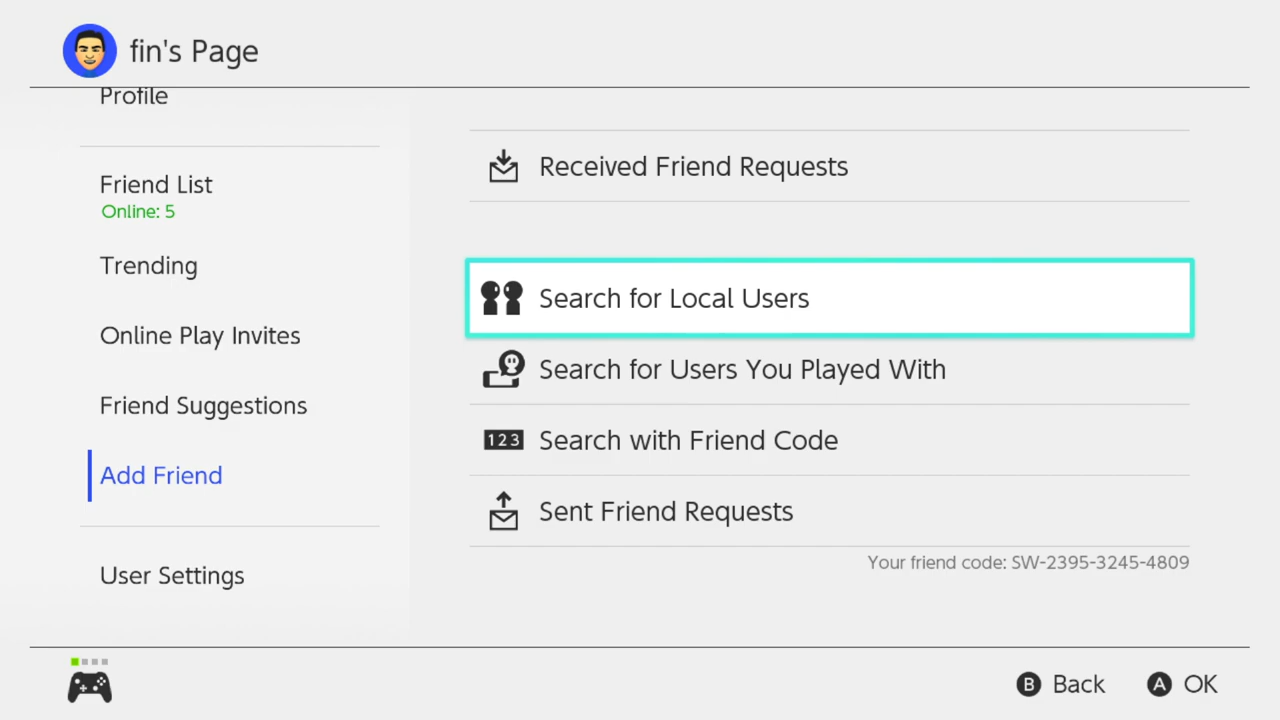 fin's Page
Profile
Friend List
Online: 5
Trending
Online Play Invites
Friend Suggestions
Add Friend
User Settings
Received Friend Requests
Search for Local Users
Search for Users You Played With
123 Search with Friend Code
Sent Friend Requests
Your friend code: SW-2395-3245-4809
B Back A OK